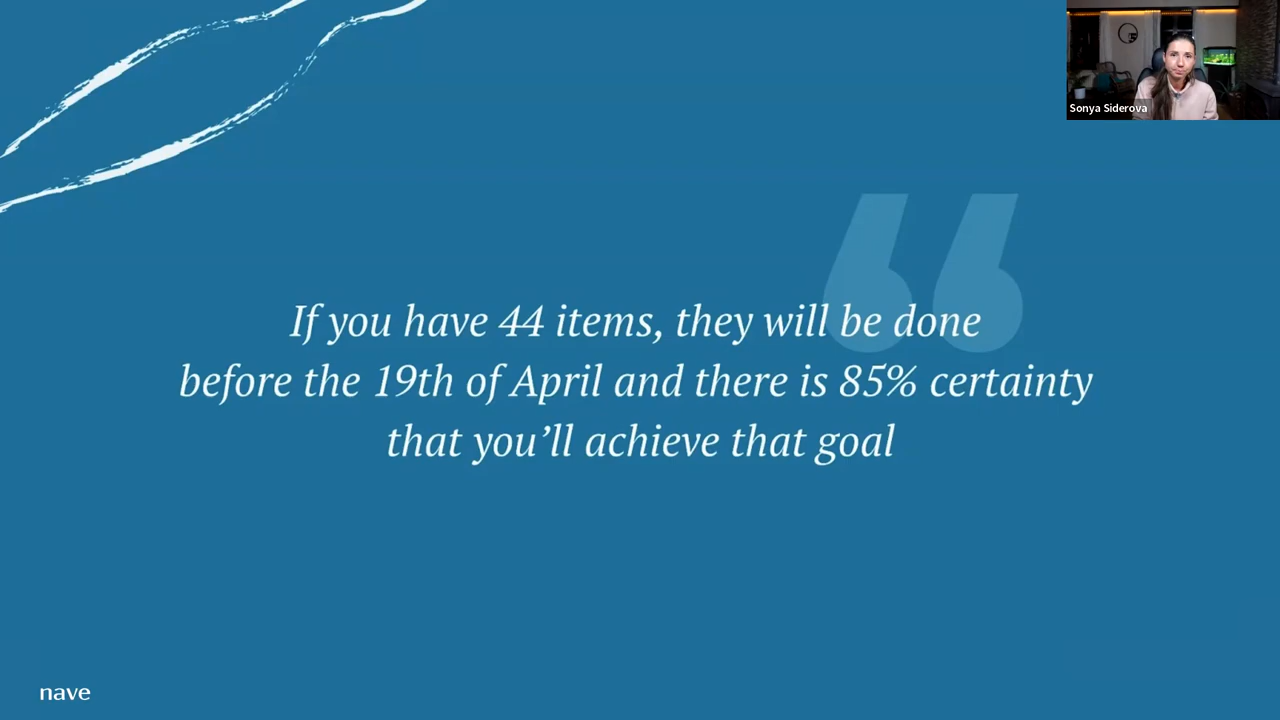 Sonya Siderova
If you have 44 items, they will be done
before the 19th of April and there is 85% certainty
that you’ll achieve that goal
nave